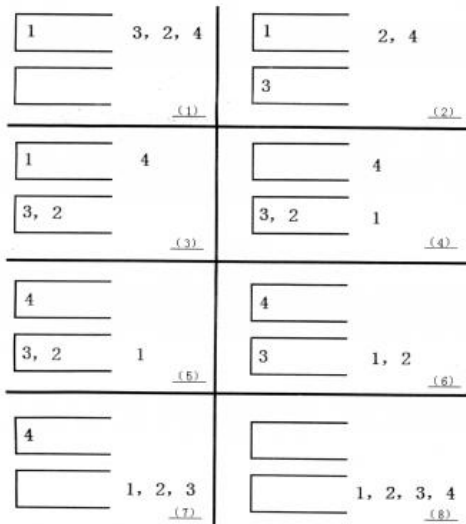 1 3, 2, 4
(1)
1 2, 4
3
(2)
1 4
3, 2
(3)
4
3, 2 1
(4)
4
3, 2 1
(5)
4
3 1, 2
(6)
4
1, 2, 3
(7)
1, 2, 3, 4
(8)